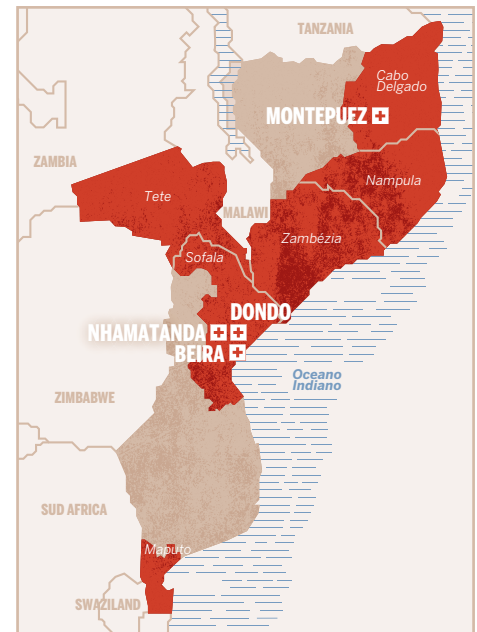 TANZANIA
Cabo
Delgado
MONTEPUEZ
ZAMBIA
Nampula
Tete
MALAWI
Zambézia
Sofala
DONDO
NHAMATANDA
BEIRA
Oceano
Indiano
ZIMBABWE
SUD AFRICA
Maputo
SWAZILAND